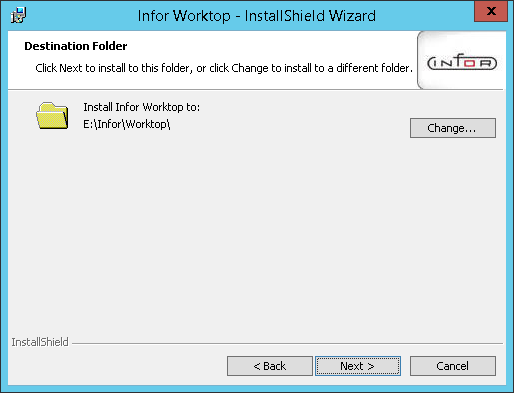 Infor Worktop - InstallShield Wizard
x
Destination Folder
Click Next to install to this folder, or click Change to install to a different folder.
INFOR
Install Infor Worktop to:
E:\Infor\Worktop\
Change...
InstallShield
< Back
Next >
Cancel